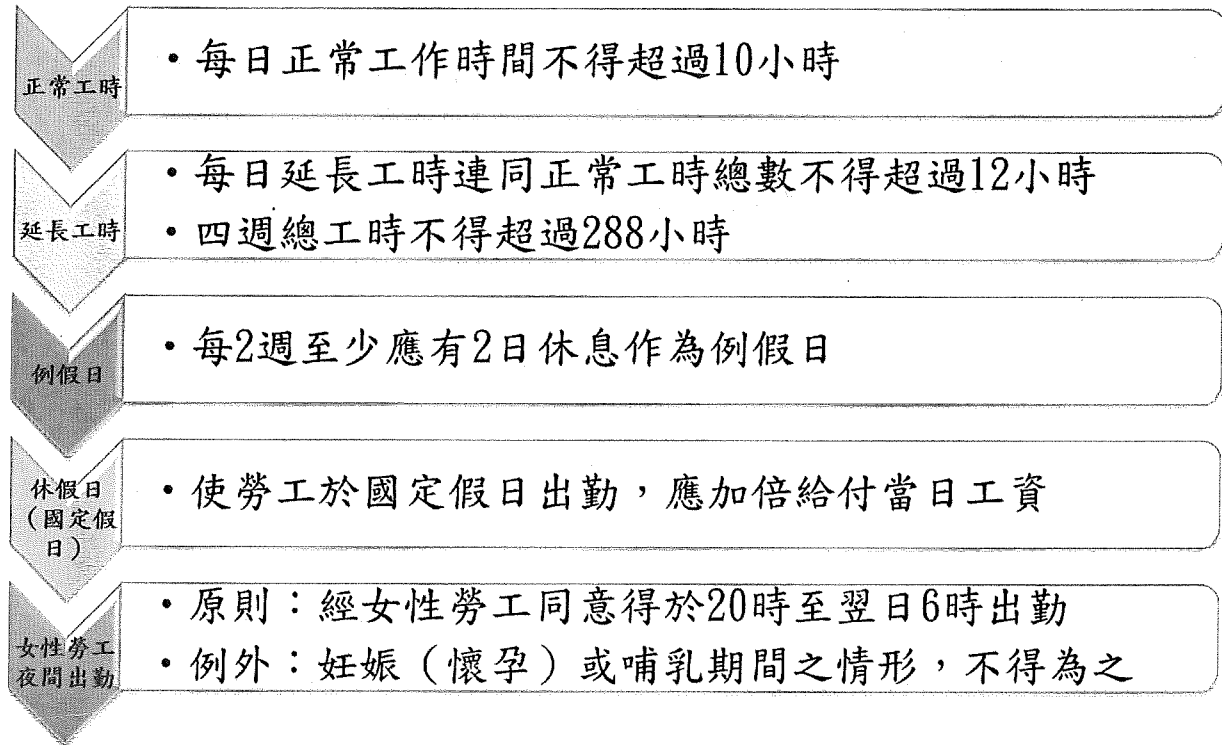 正常工時
• 每日正常工作時間不得超過10小時
延長工時
• 每日延長工時連同正常工時總數不得超過12小時
• 四週總工時不得超過288小時
例假日
• 每2週至少應有2日休息作為例假日
休假日
（國定假
日）
• 使勞工於國定假日出勤，應加倍給付當日工資
女性勞工
夜間出勤
• 原則：經女性勞工同意得於20時至翌日6時出勤
• 例外：妊娠（懷孕）或哺乳期間之情形，不得為之